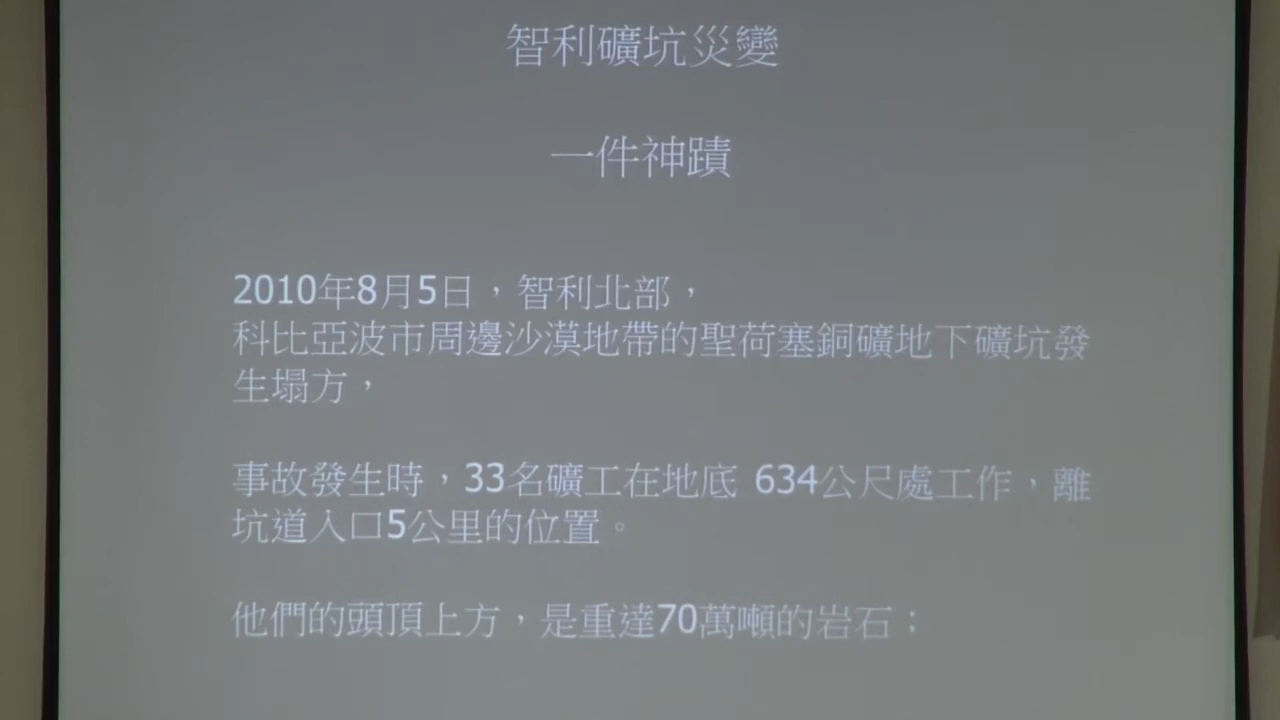 智利礦坑災變
一件神蹟
2010年8月5日，智利北部，
科比亞波市周邊沙漠地帶的聖荷塞銅礦地下礦坑發
生塌方，
事故發生時，33名礦工在地底 634公尺處工作，離
坑道入口5公里的位置。
他們的頭頂上方，是重達70萬噸的岩石；